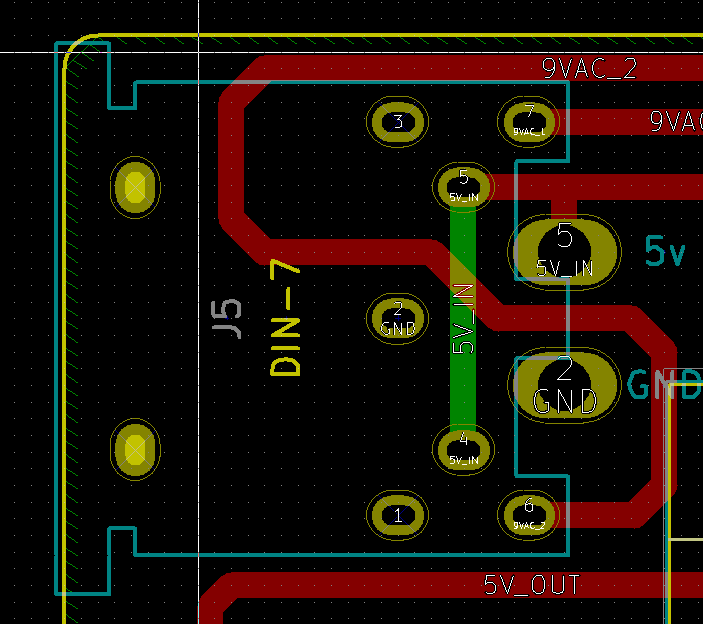 9VAC_2
3
7
9VAC_1
9VAC
5
5V_IN
5
5V_IN
5v
J5
DIN-7
2
GND
5V_IN
2
GND
GND
4
5V_IN
1
6
9VAC_2
5V_OUT